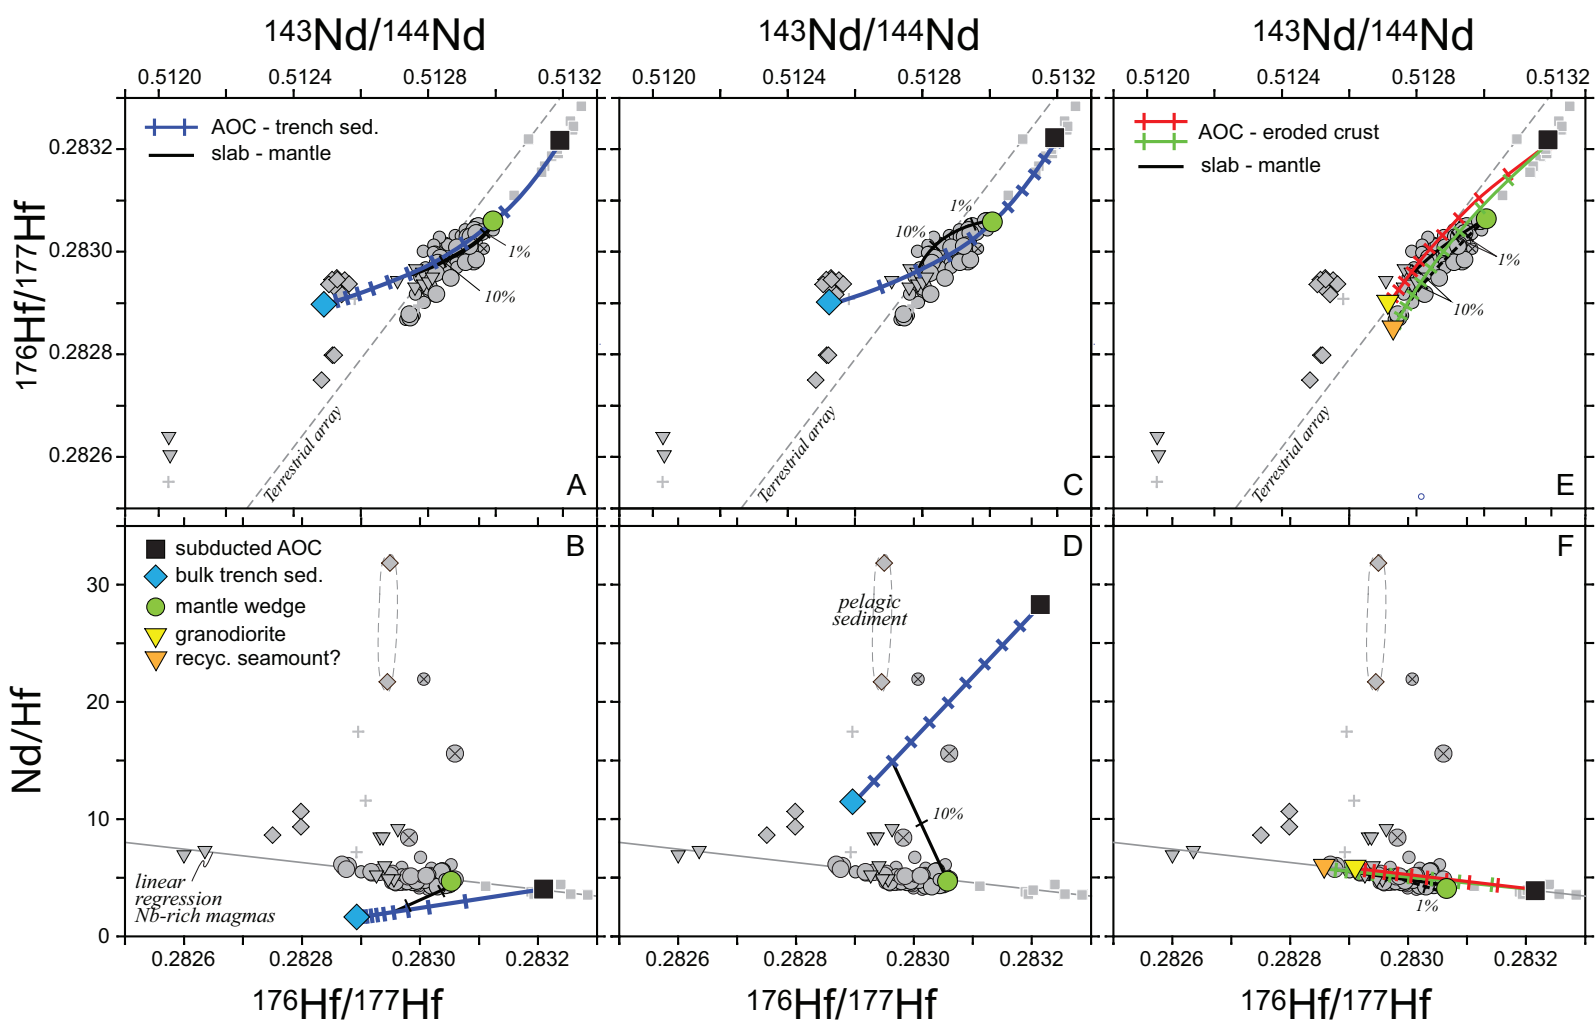 143Nd/144Nd
143Nd/144Nd
143Nd/144Nd
0.5120 0.5124 0.5128 0.5132
0.5120 0.5128 0.5132
0.5120 0.5124 0.5128 0.5132
176Hf/177Hf
0.2832
0.2830
0.2828
0.2826
AOC - trench sed.
slab - mantle
1%
10%
Terrestrial array
A
1%
10%
Terrestrial array
C
AOC - eroded crust
slab - mantle
1%
10%
Terrestrial array
E
Nd/Hf
30
20
10
0
subducted AOC
bulk trench sed.
mantle wedge
granodiorite
recyc. seamount?
B
linear
regression
Nb-rich magmas
D
pelagic
sediment
10%
F
1%
0.2826 0.2828 0.2830 0.2832
0.2826 0.2828 0.2830 0.2832
0.2826 0.2828 0.2830 0.2832
176Hf/177Hf
176Hf/177Hf
176Hf/177Hf